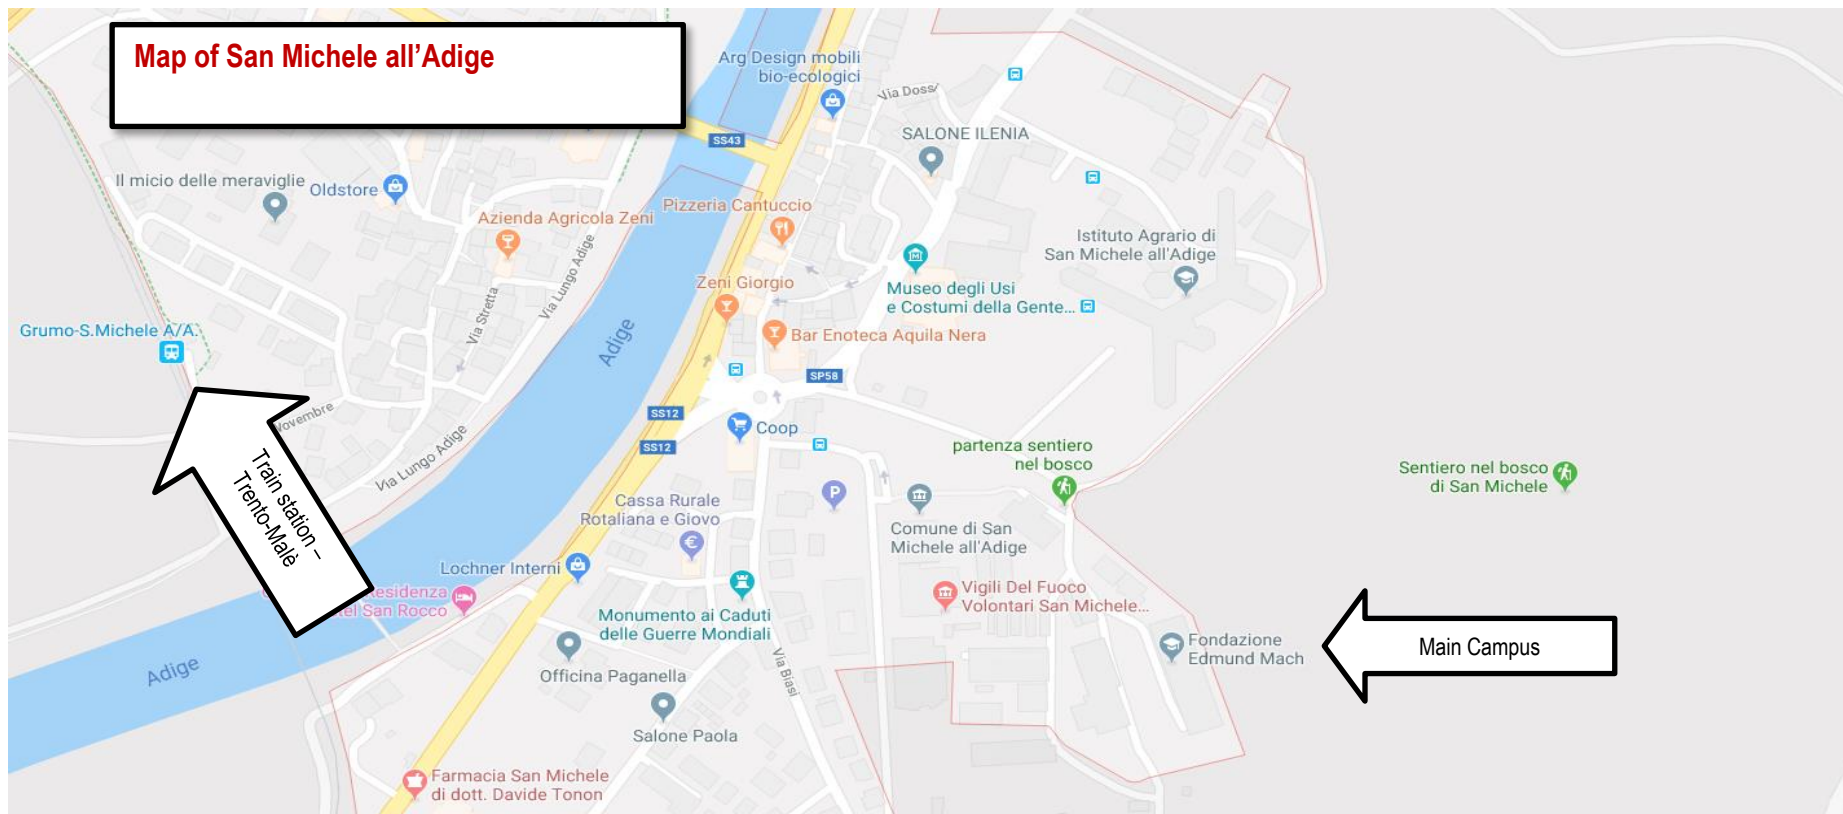 Map of San Michele all’Adige
Arg Design mobili
bio-ecologici
Via Dossi
SALONE ILENIA
SS43
Il micio delle meraviglie
Oldstore
Azienda Agricola Zeni
Pizzeria Cantuccio
Via Lungo Adige
Istituto Agrario di
San Michele all'Adige
Zeni Giorgio
Museo degli Usi
e Costumi della Gente...
Via Stretta
Grumo-S.Michele A/A.
Adige
Bar Enoteca Aquila Nera
SP58
SS12
SS12
Coop
Via Lungo Adige
partenza sentiero
nel bosco
Sentiero nel bosco
di San Michele
Train station –
Trento-Malè
P
Cassa Rurale
Rotaliana e Giovo
Comune di San
Michele all'Adige
Lochner Interni
Residenza
San Rocco
Vigili Del Fuoco
Volontari San Michele...
Monumento ai Caduti
delle Guerre Mondiali
Fondazione
Edmund Mach
Main Campus
Adige
Via Biasi
Officina Paganella
Salone Paola
Farmacia San Michele
di dott. Davide Tonon